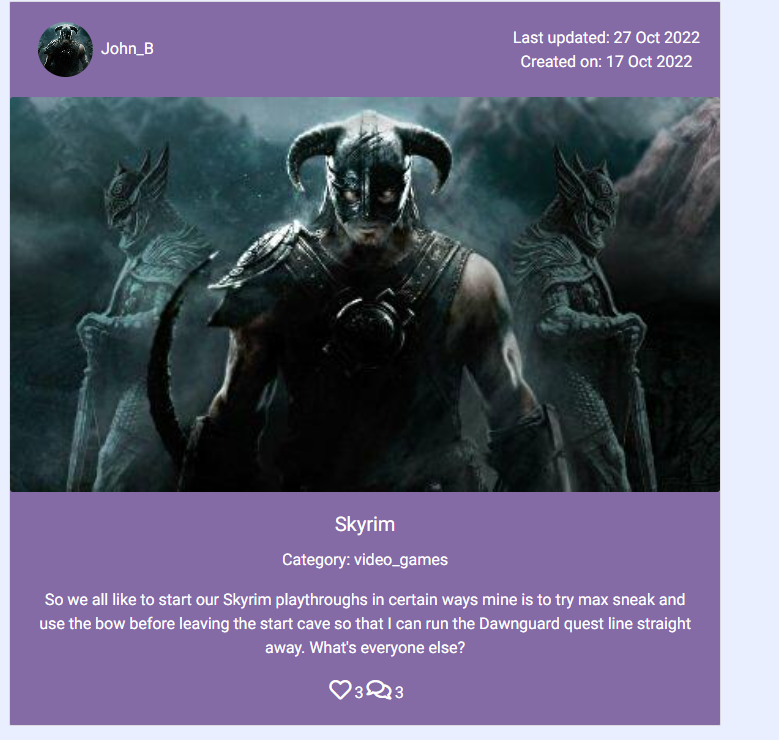 John_B
Last updated: 27 Oct 2022
Created on: 17 Oct 2022
Skyrim
Category: video_games
So we all like to start our Skyrim playthroughs in certain ways mine is to try max sneak and
use the bow before leaving the start cave so that I can run the Dawnguard quest line straight
away. What's everyone else?
3 3